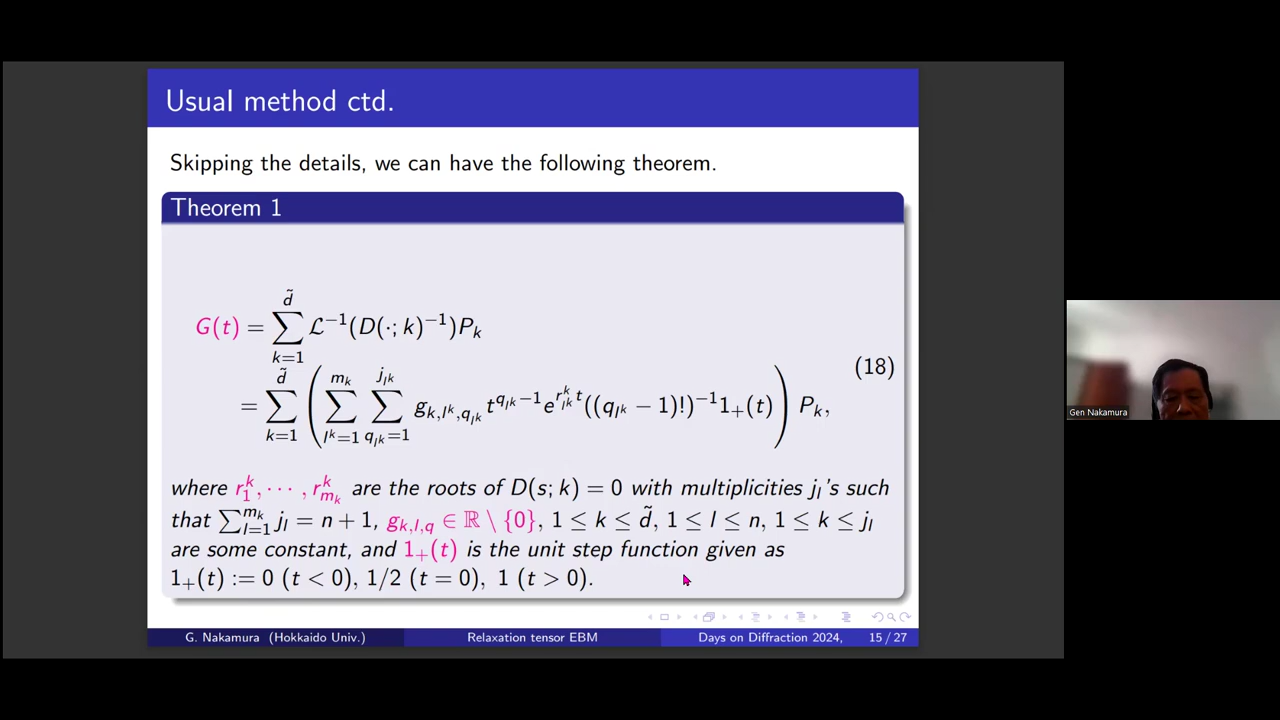 Usual method ctd.
Skipping the details, we can have the following theorem.
Theorem 1
G(t) = ∑_{k=1}^{d̃} ℒ^{-1}(D(·; k)^{-1})P_k
= ∑_{k=1}^{d̃} ( ∑_{l^k=1}^{m_k} ∑_{q_{l^k}=1}^{j_{l^k}} g_{k,l^k,q_{l^k}} t^{q_{l^k}-1} e^{r^k_{l^k} t} ((q_{l^k} − 1)!)^{-1} 1_+(t) ) P_k,
(18)
where r^k_1, · · · , r^k_{m_k} are the roots of D(s; k) = 0 with multiplicities j_l's such
that ∑_{l=1}^{m_k} j_l = n + 1, g_{k,l,q} ∈ ℝ \ {0}, 1 ≤ k ≤ d̃, 1 ≤ l ≤ n, 1 ≤ k ≤ j_l
are some constant, and 1_+(t) is the unit step function given as
1_+(t) := 0 (t < 0), 1/2 (t = 0), 1 (t > 0).
G. Nakamura (Hokkaido Univ.) Relaxation tensor EBM Days on Diffraction 2024, 15 / 27
Gen Nakamura